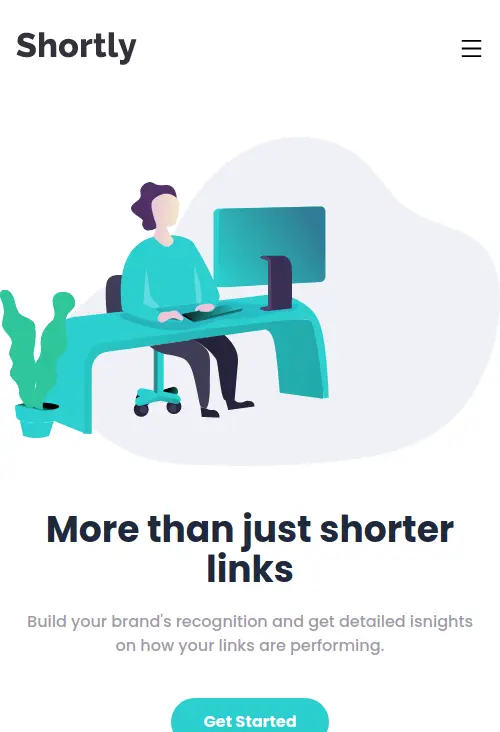 Shortly
More than just shorter
links
Build your brand's recognition and get detailed isnights
on how your links are performing.
Get Started